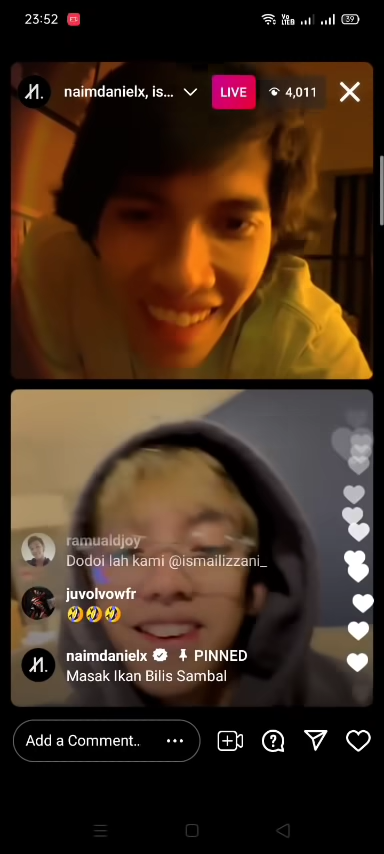 23:52
39
naimdanielx, is...
LIVE
4,011
ramualdjoy
Dodoi lah kami @ismailizzani_
juvolvowfr
🤣🤣🤣
naimdanielx PINNED
Masak Ikan Bilis Sambal
Add a Comment..